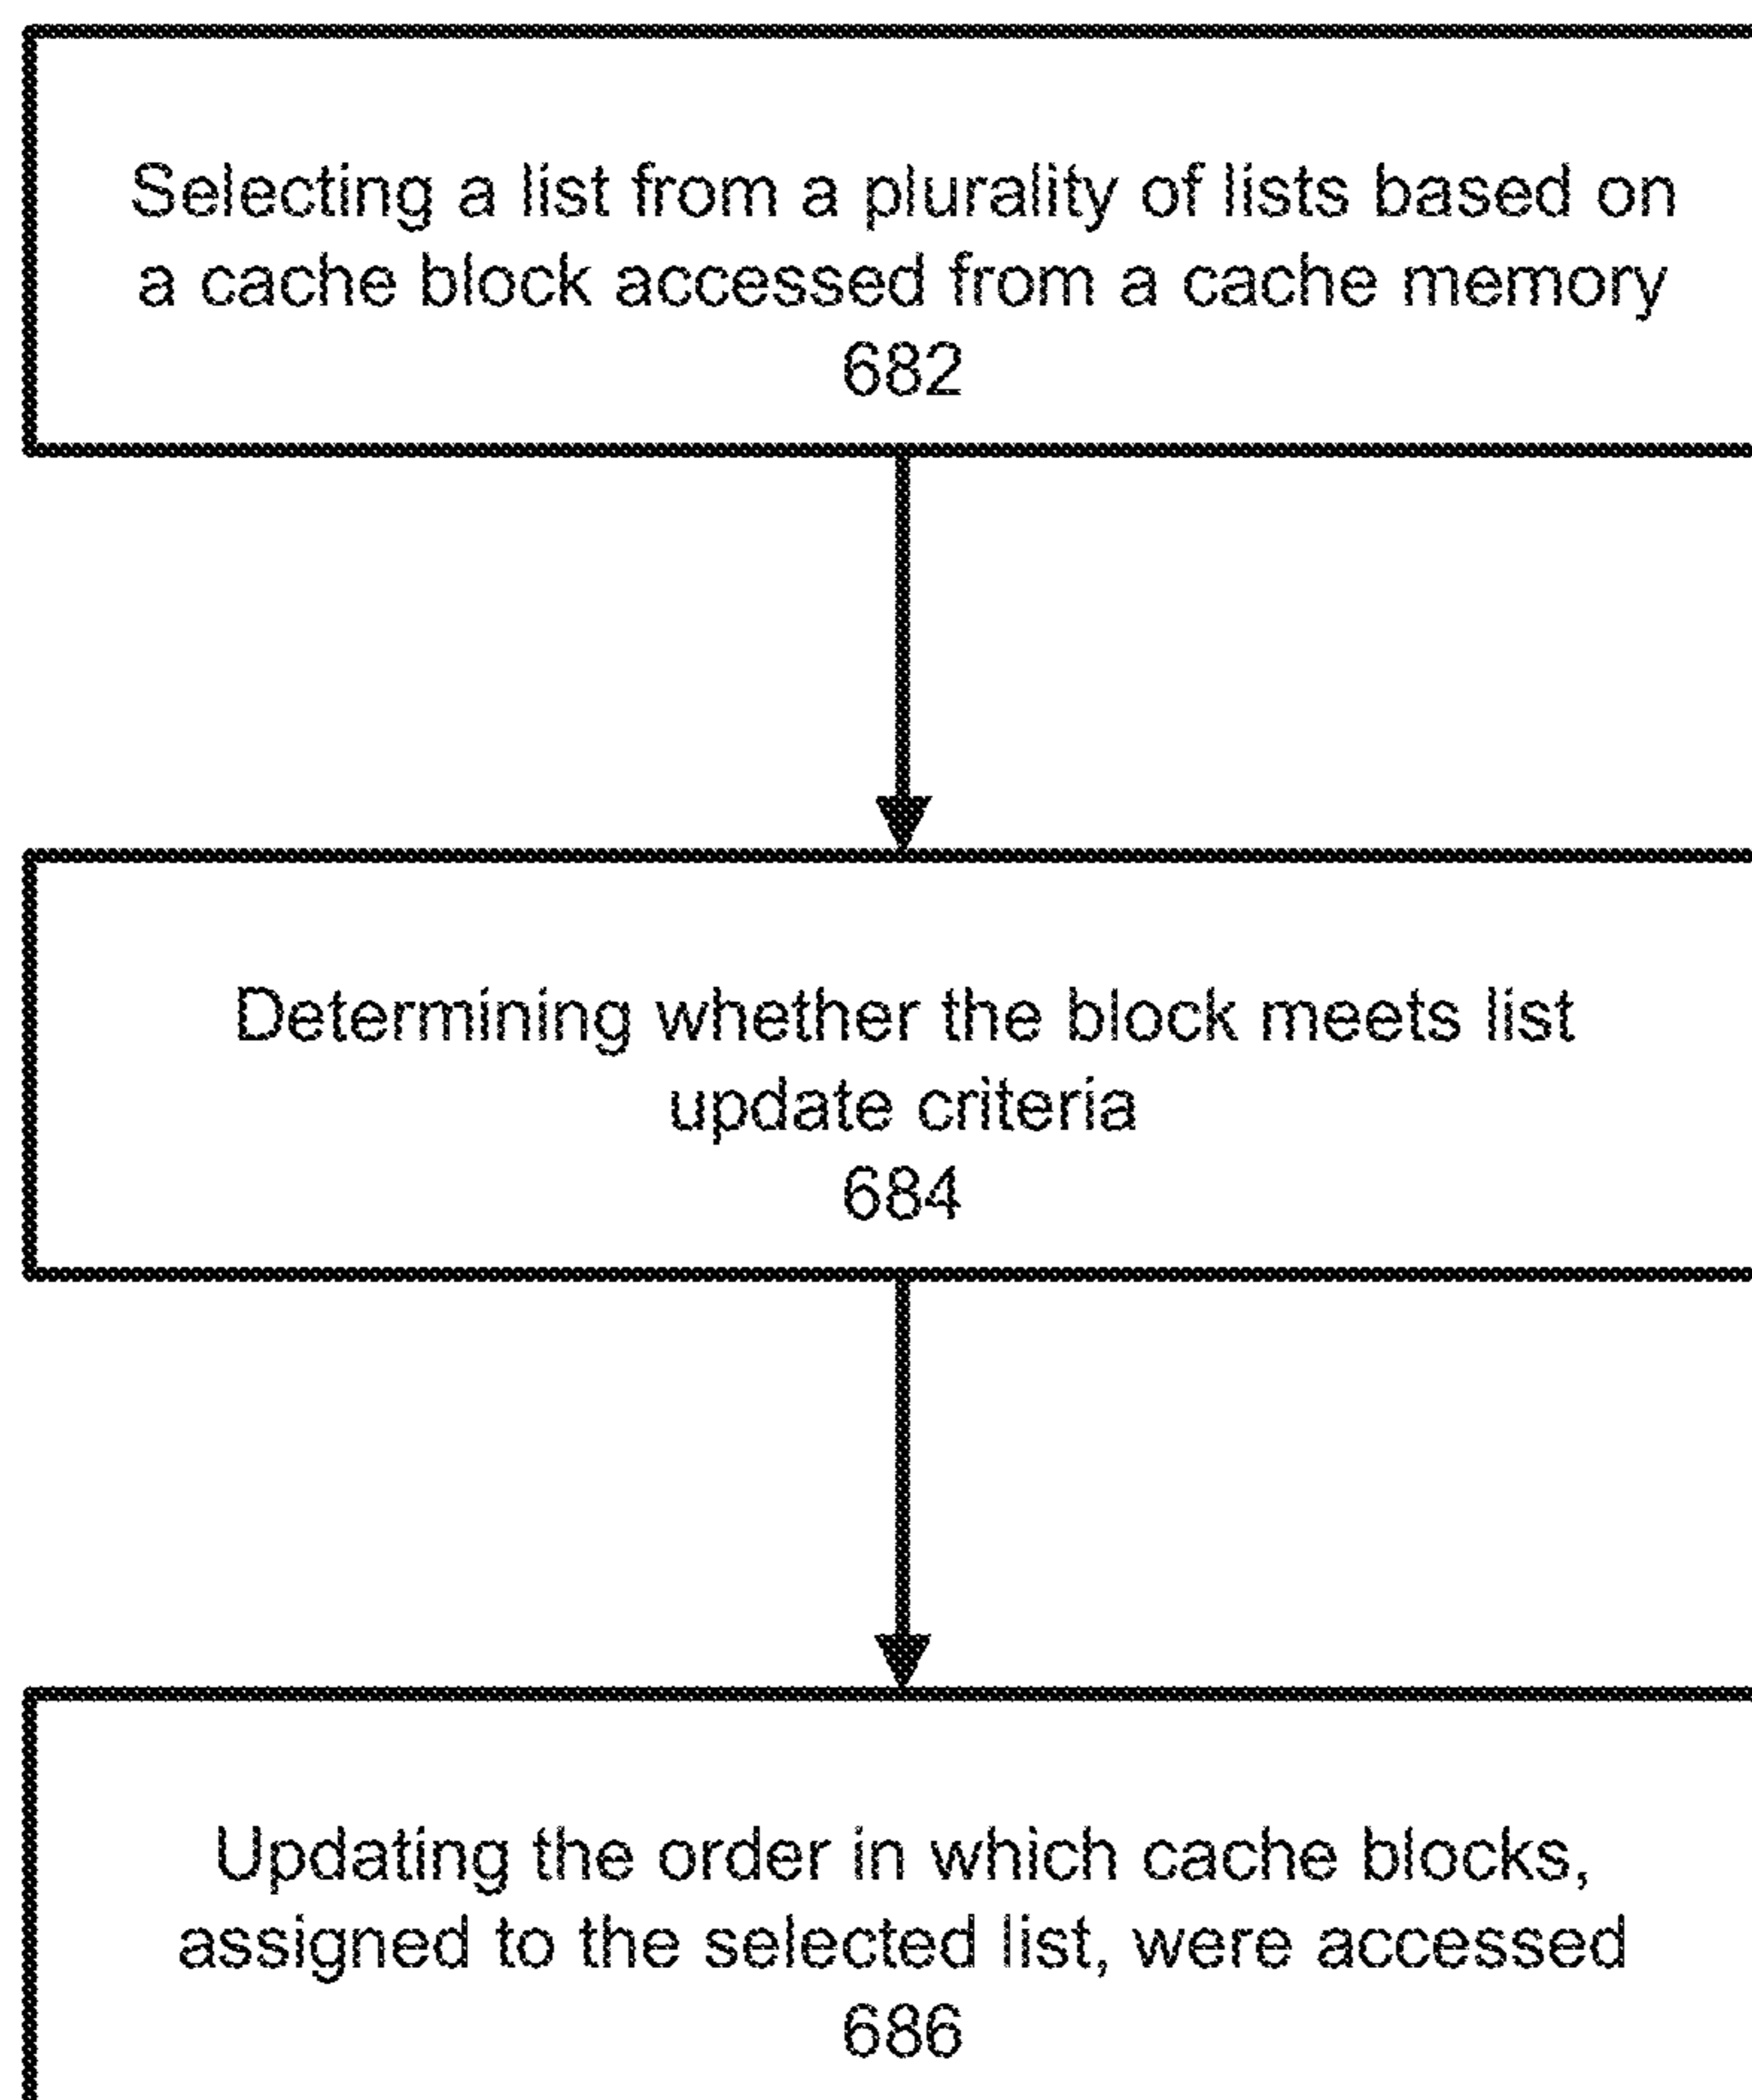 Selecting a list from a plurality of lists based on
a cache block accessed from a cache memory
682
Determining whether the block meets list
update criteria
684
Updating the order in which cache blocks,
assigned to the selected list, were accessed
686